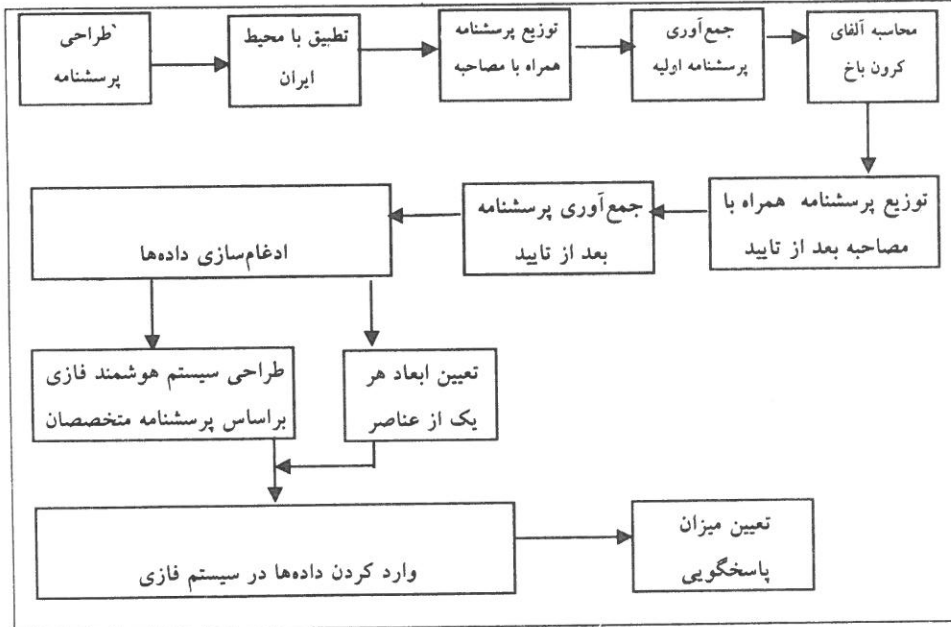 طراحی
پرسشنامه
تطبیق با محیط
ایران
توزیع پرسشنامه
همراه با مصاحبه
جمع‌آوری
پرسشنامه اولیه
محاسبه آلفای
کرون باخ
توزیع پرسشنامه همراه با
مصاحبه بعد از تایید
جمع‌آوری پرسشنامه
بعد از تایید
ادغام‌سازی داده‌ها
طراحی سیستم هوشمند فازی
براساس پرسشنامه متخصصان
تعیین ابعاد هر
یک از عناصر
وارد کردن داده‌ها در سیستم فازی
تعیین میزان
پاسخگویی